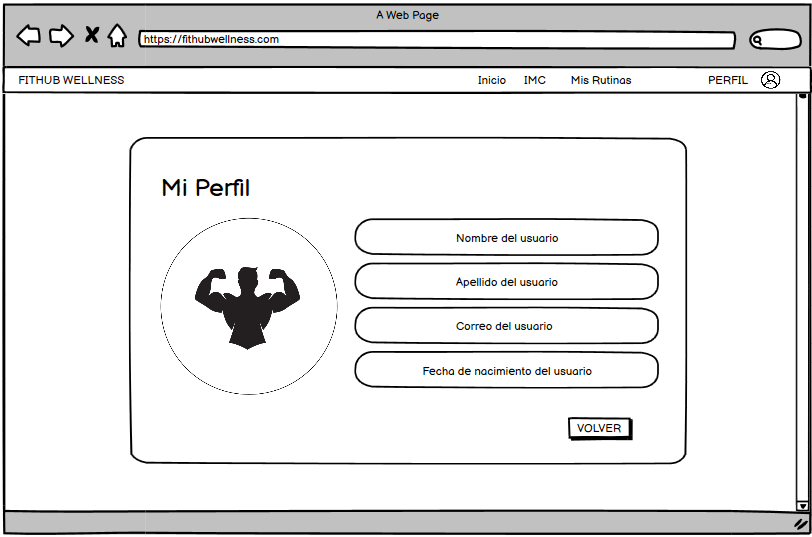 A Web Page
https://fithubwellness.com
FITHUB WELLNESS Inicio IMC Mis Rutinas PERFIL
Mi Perfil
Nombre del usuario
Apellido del usuario
Correo del usuario
Fecha de nacimiento del usuario
VOLVER